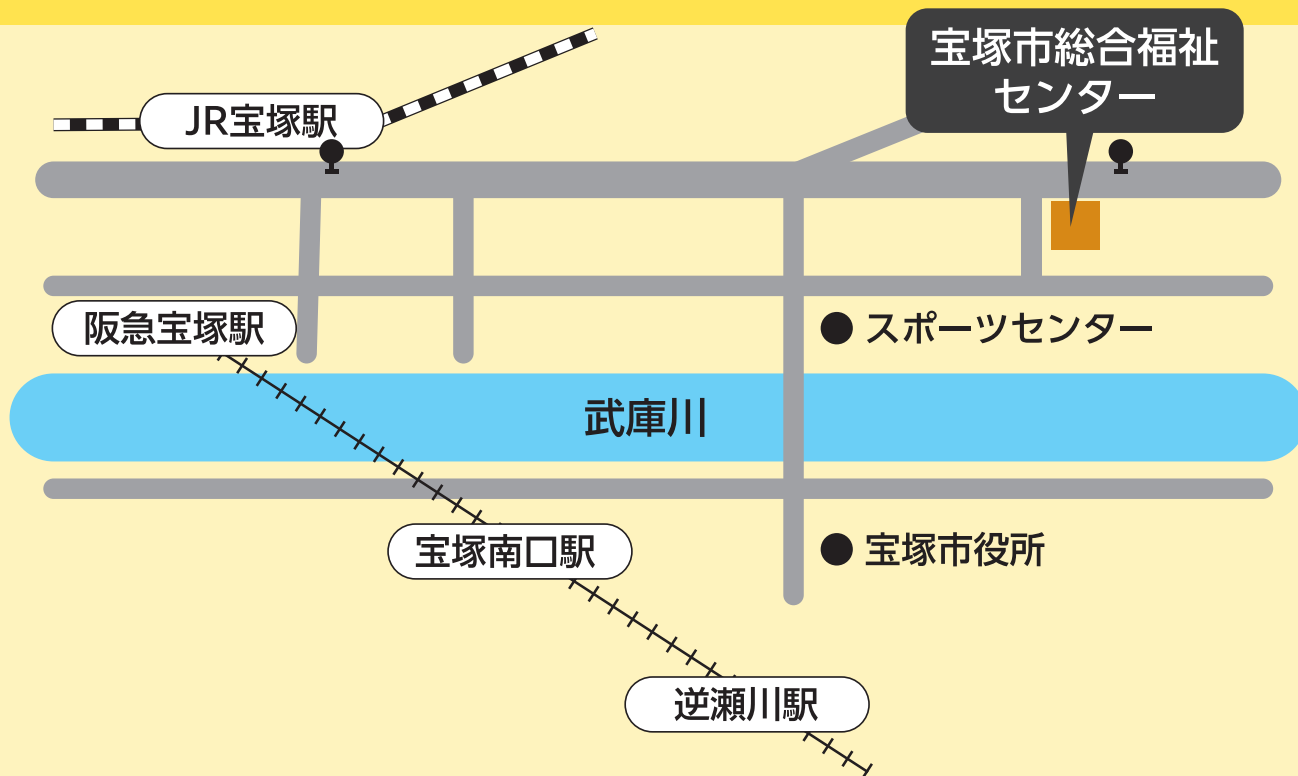 宝塚市総合福祉
センター
JR宝塚駅
阪急宝塚駅
スポーツセンター
武庫川
宝塚南口駅
宝塚市役所
逆瀬川駅